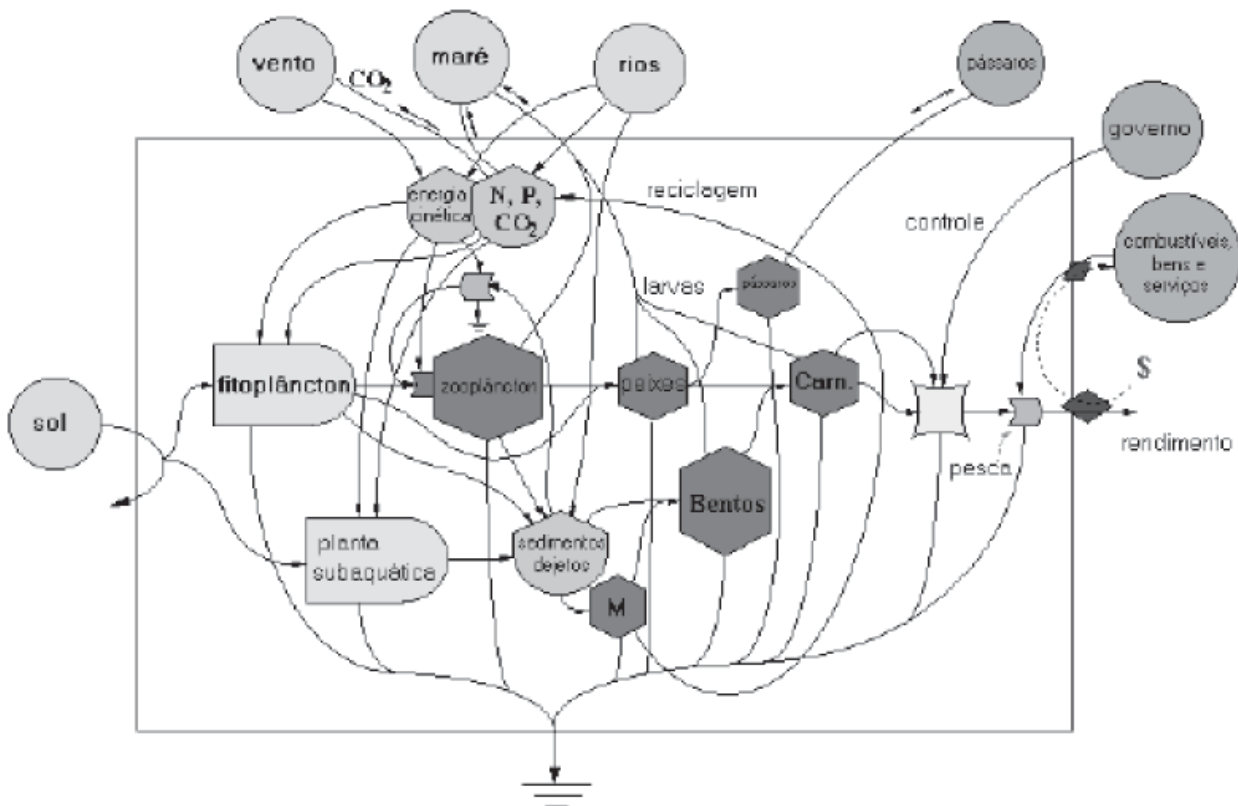 vento
CO2
maré
rios
pássaros
governo
energia
cinética
N, P,
CO2
reciclagem
controle
combustíveis,
bens e
serviços
larvas
pássaros
fitoplâncton
zooplâncton
peixes
Carn.
$
sol
rendimento
pesca
Bentos
planta
subaquática
sedimentos
dejetos
M